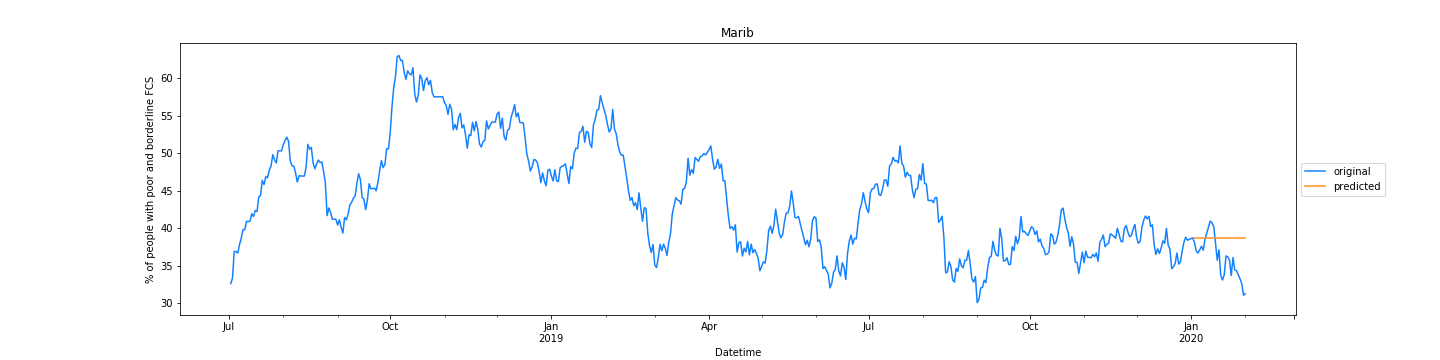 Marib
% of people with poor and borderline FCS
60
55
50
45
40
35
30
Jul
Oct
Jan
2019
Apr
Jul
Oct
Jan
2020
Datetime
original
predicted